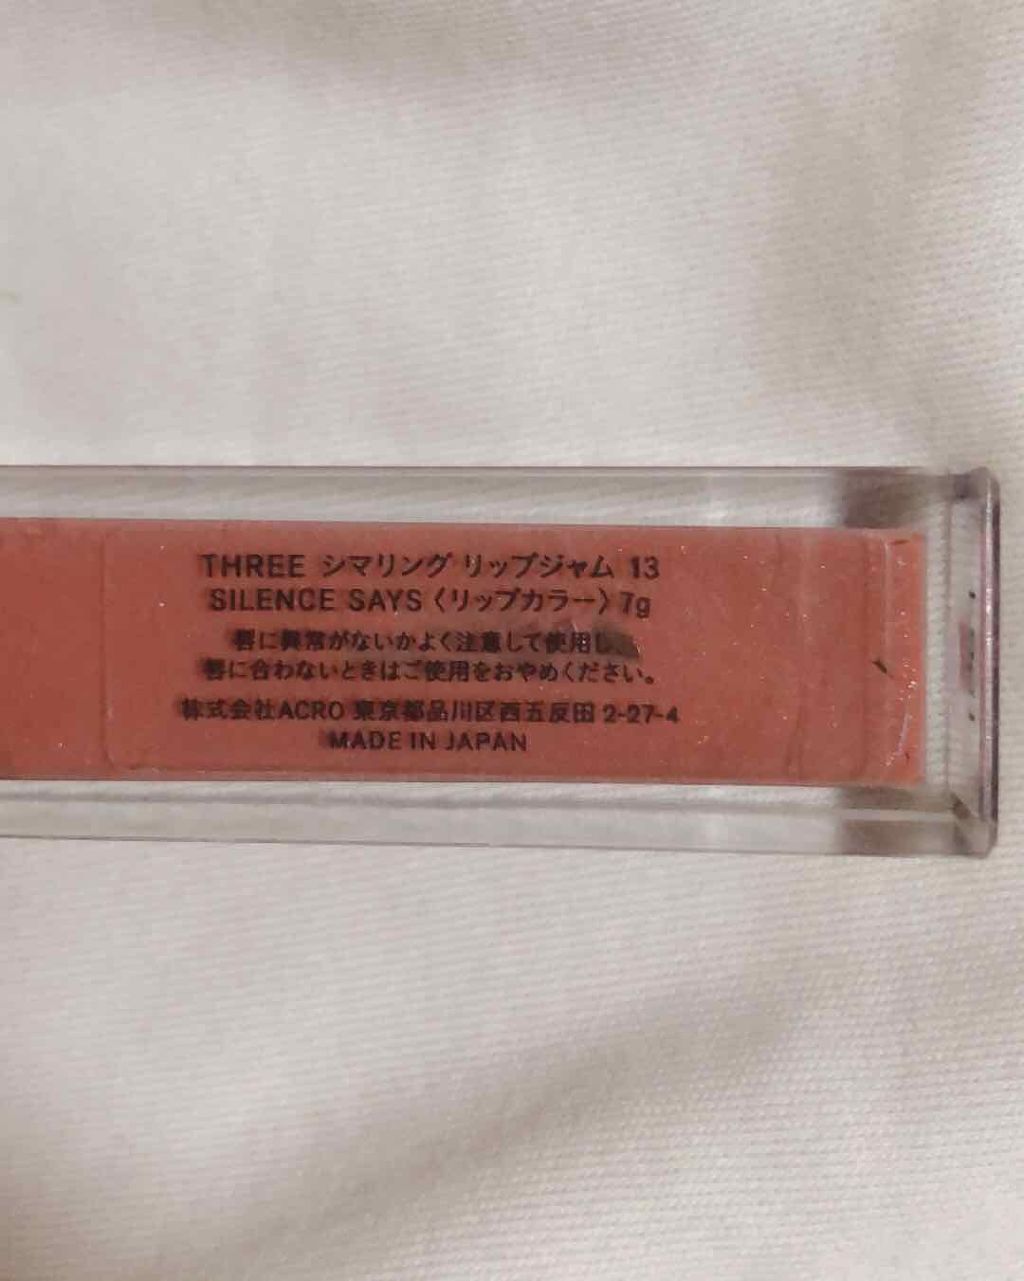 THREE シマリング リップジャム 13
SILENCE SAYS〈リップカラー〉7g
唇に異常がないかよく注意して使用し
唇に合わないときはご使用をおやめください。
株式会社ACRO 東京都品川区西五反田 2-27-4
MADE IN JAPAN